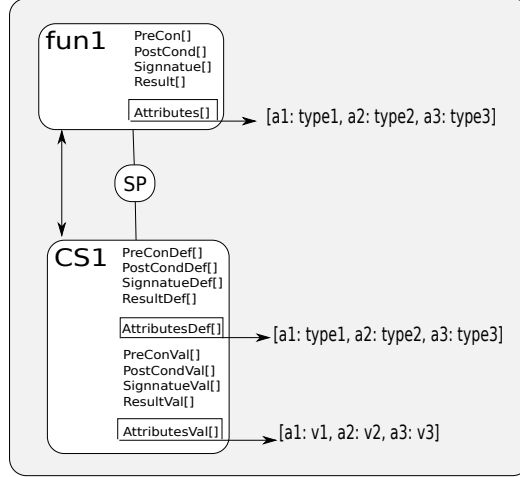 fun1
PreCon[]
PostCond[]
Signnatue[]
Result[]
Attributes[]
[a1: type1, a2: type2, a3: type3]
SP
CS1
PreConDef[]
PostCondDef[]
SignnatueDef[]
ResultDef[]
AttributesDef[]
[a1: type1, a2: type2, a3: type3]
PreConVal[]
PostCondVal[]
SignnatueVal[]
ResultVal[]
AttributesVal[]
[a1: v1, a2: v2, a3: v3]